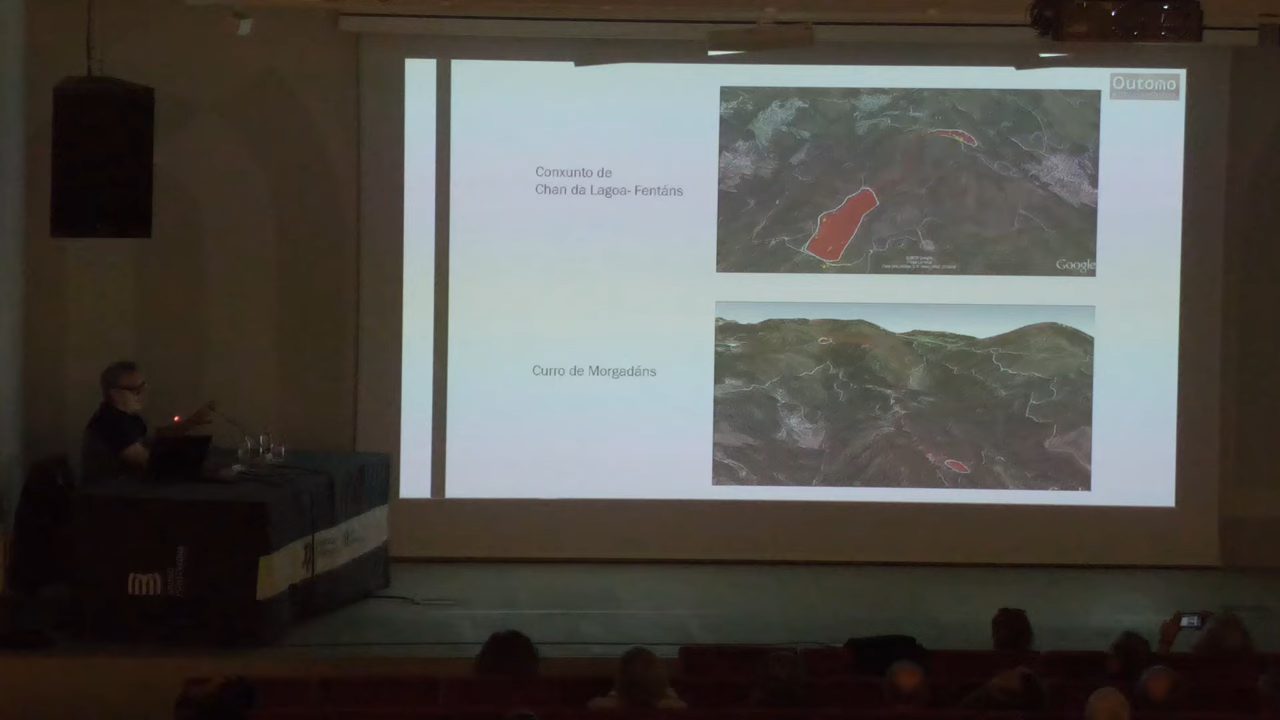 Outomo
Conxunto de
Chan da Lagoa- Fentáns
Google
Curro de Morgadáns